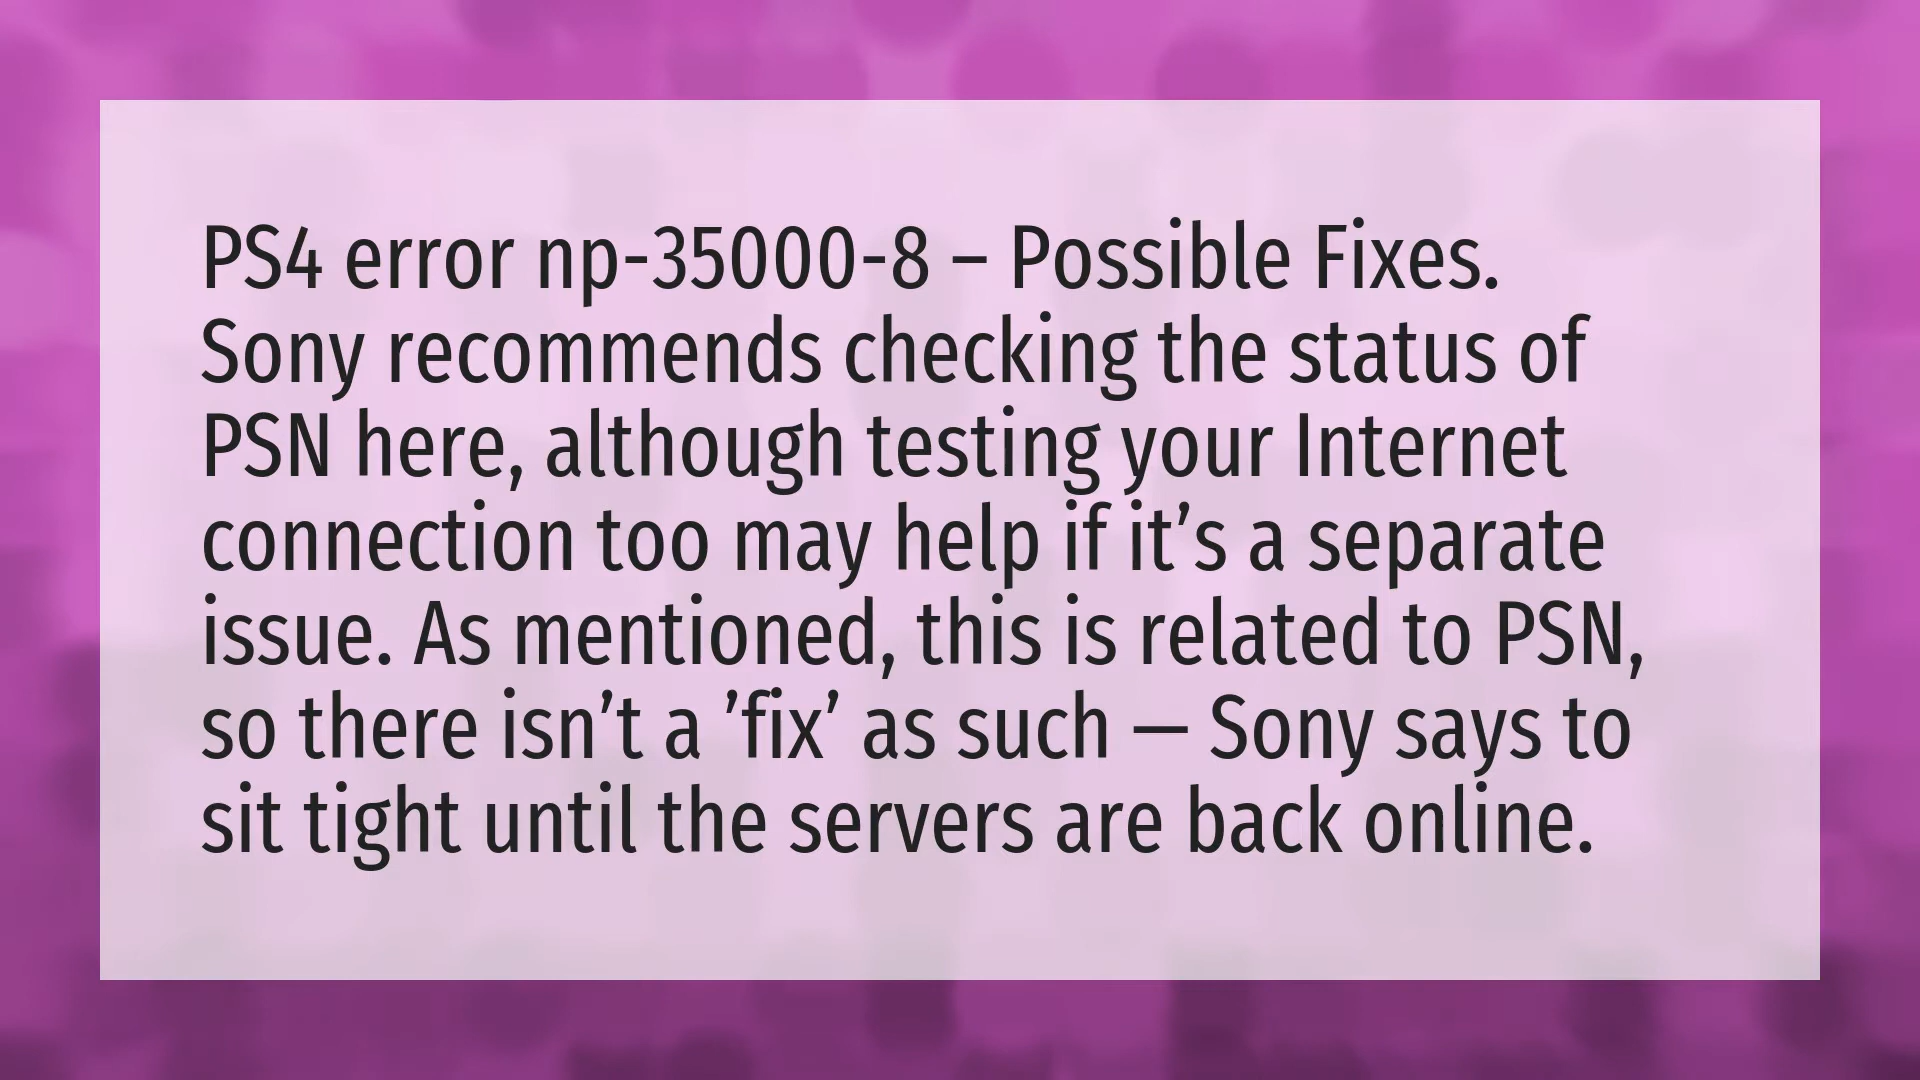 PS4 error np-35000-8 – Possible Fixes.
Sony recommends checking the status of
PSN here, although testing your Internet
connection too may help if it’s a separate
issue. As mentioned, this is related to PSN,
so there isn’t a ’fix’ as such — Sony says to
sit tight until the servers are back online.